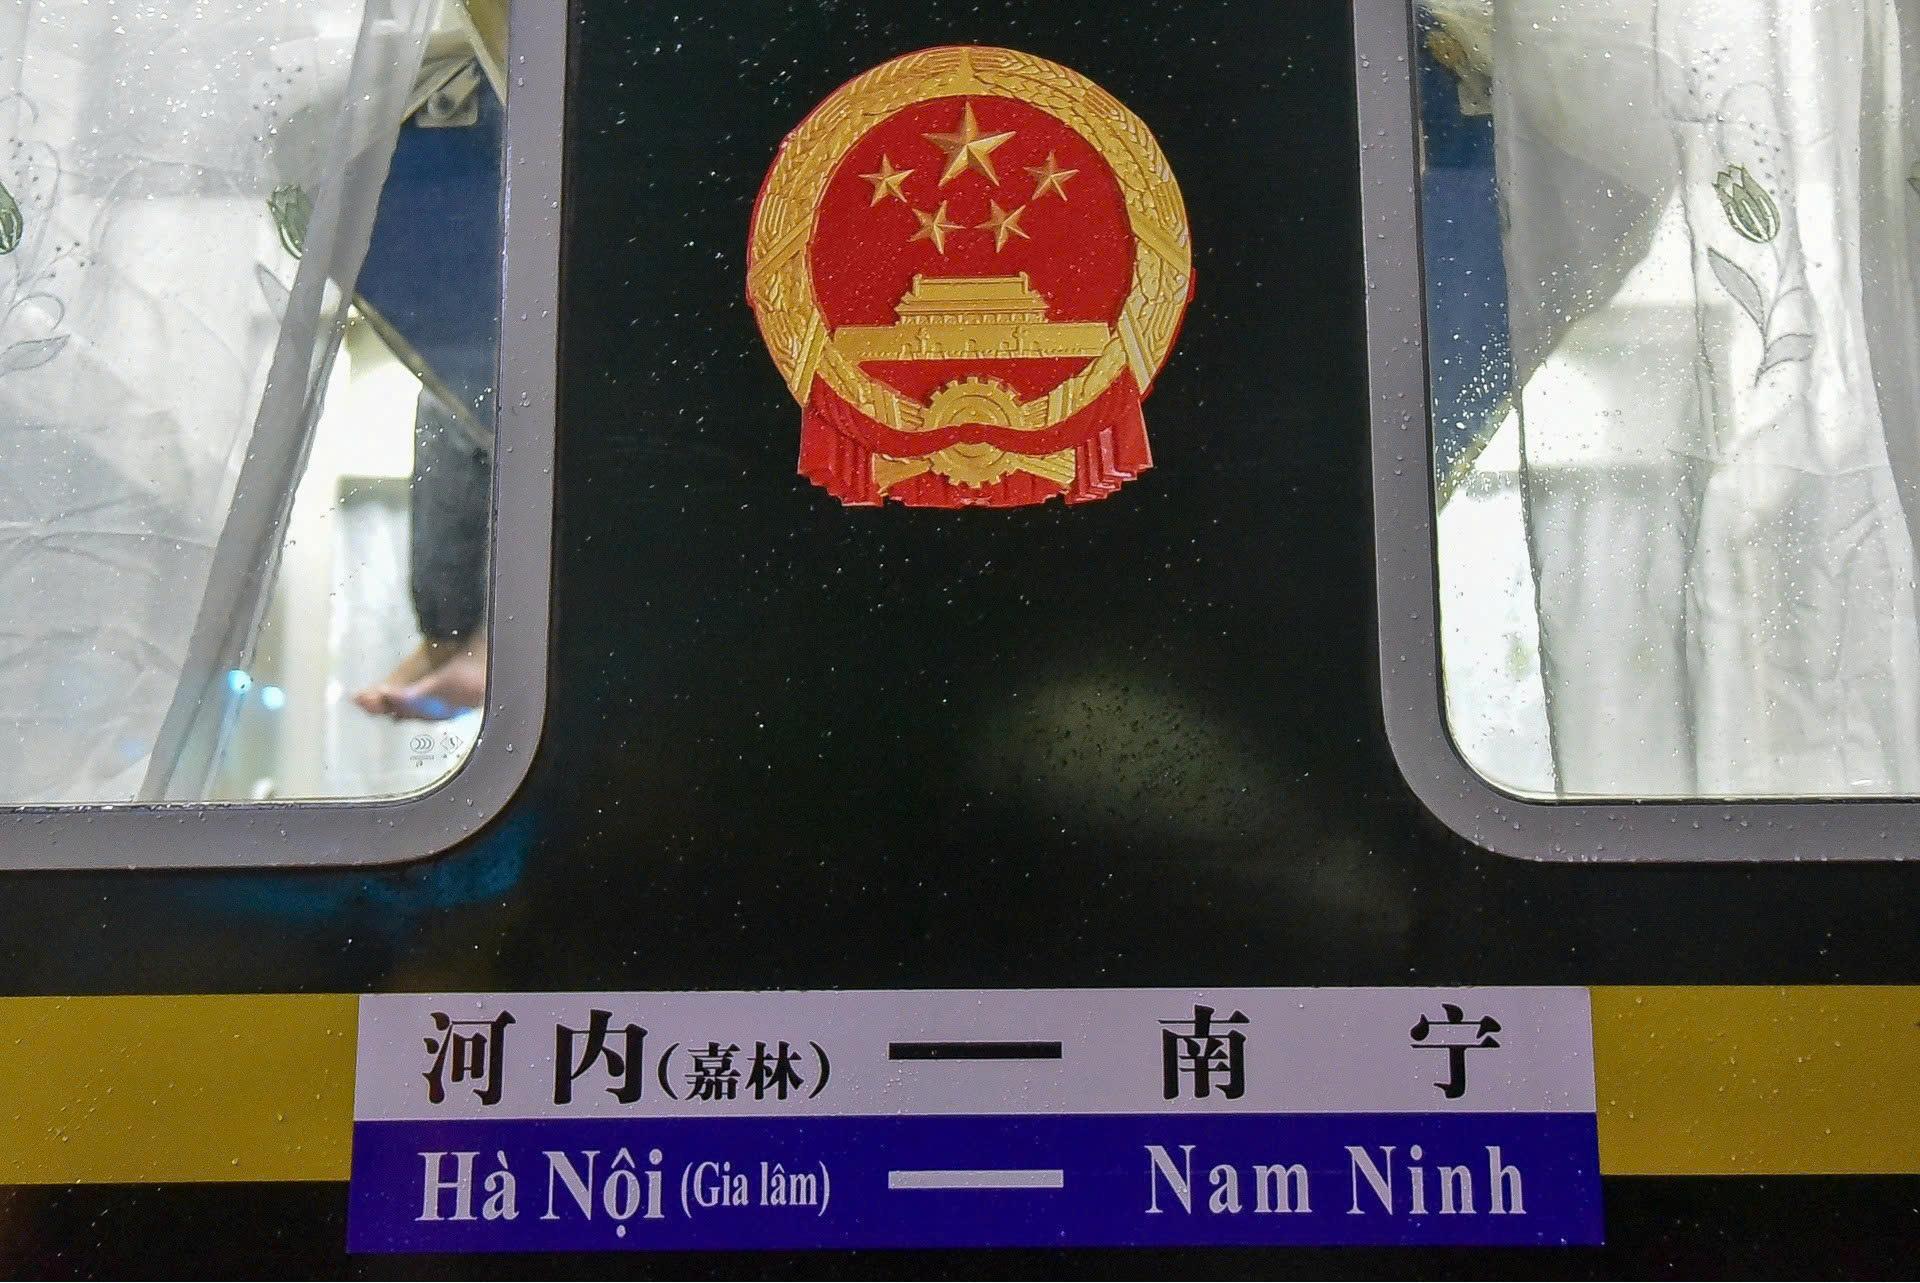 河内(嘉林) — 南宁
Hà Nội (Gia lâm) — Nam Ninh